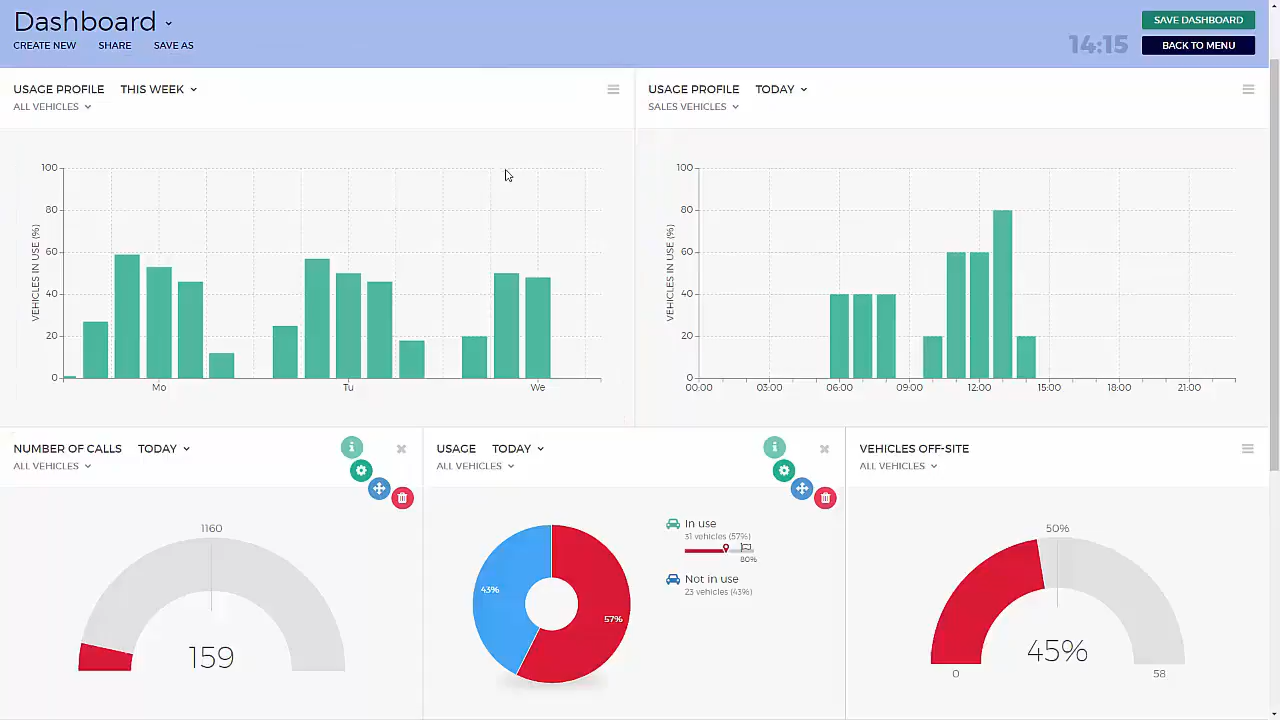 Dashboard
CREATE NEW SHARE SAVE AS
14:15
SAVE DASHBOARD
BACK TO MENU
USAGE PROFILE THIS WEEK
ALL VEHICLES
100
80
60
40
20
0
VEHICLES IN USE (%)
Mo Tu We
USAGE PROFILE TODAY
SALES VEHICLES
100
80
60
40
20
0
VEHICLES IN USE (%)
00:00 03:00 06:00 09:00 12:00 15:00 18:00 21:00
NUMBER OF CALLS TODAY
ALL VEHICLES
1160
159
USAGE TODAY
ALL VEHICLES
43%
57%
In use
31 vehicles (57%)
80%
Not in use
23 vehicles (43%)
VEHICLES OFF-SITE
ALL VEHICLES
50%
45%
0 58